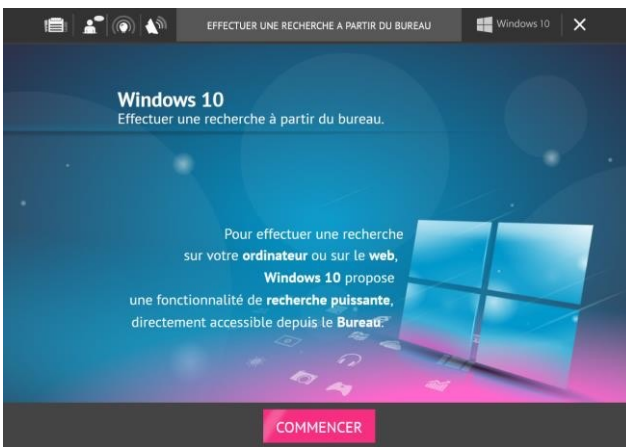 EFFECTUER UNE RECHERCHE A PARTIR DU BUREAU
Windows 10
Windows 10
Effectuer une recherche à partir du bureau.
Pour effectuer une recherche
sur votre ordinateur ou sur le web,
Windows 10 propose
une fonctionnalité de recherche puissante,
directement accessible depuis le Bureau.
COMMENCER